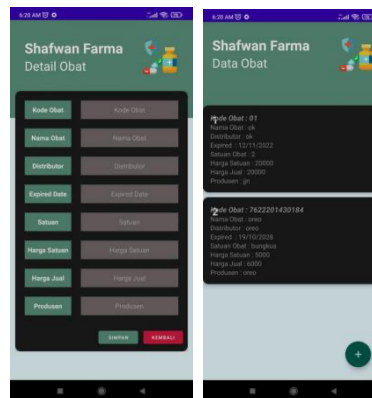 6:20 AM
Shafwan Farma
Detail Obat
Kode Obat
Kode Obat
Nama Obat
Nama Obat
Distributor
Distributor
Expired Date
Expired Date
Satuan
Satuan
Harga Satuan
Harga Satuan
Harga Jual
Harga Jual
Produsen
Produsen
SIMPAN
KEMBALI
6:20 AM
Shafwan Farma
Data Obat
1
Kode Obat : 01
Nama Obat : ok
Distributor : ok
Expired : 12/11/2022
Satuan Obat : 2
Harga Satuan : 20000
Harga Jual : 20000
Produsen : jjn
2
Kode Obat : 7622201430184
Nama Obat : oreo
Distributor : oreo
Expired : 19/10/2028
Satuan Obat : bungkus
Harga Satuan : 5000
Harga Jual : 6000
Produsen : oreo
+